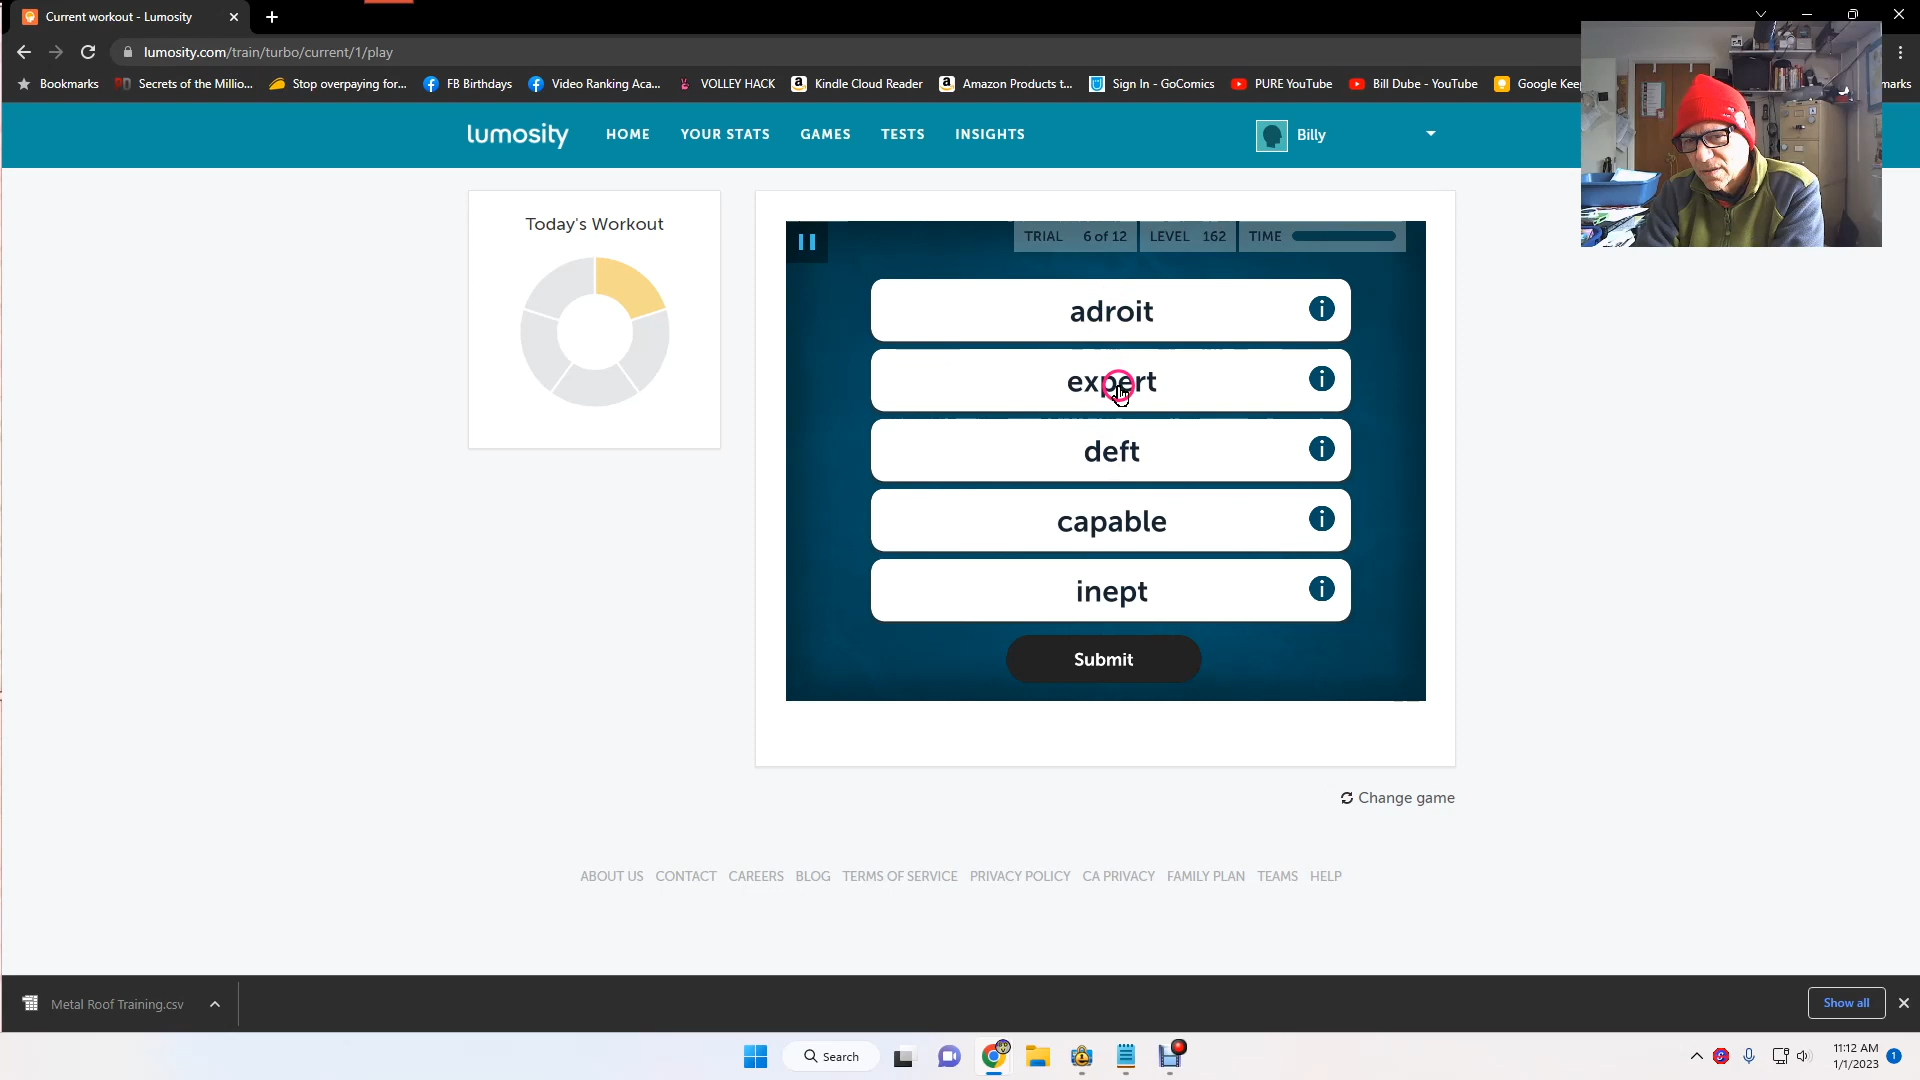 Current workout - Lumosity
lumosity.com/train/turbo/current/1/play
Bookmarks Secrets of the Millio... Stop overpaying for... FB Birthdays Video Ranking Aca... VOLLEY HACK Kindle Cloud Reader Amazon Products t... Sign In - GoComics PURE YouTube Bill Dube - YouTube Google Keep marks
lumosity HOME YOUR STATS GAMES TESTS INSIGHTS Billy
Today's Workout
TRIAL 6 of 12 LEVEL 162 TIME
adroit
expert
deft
capable
inept
Submit
Change game
ABOUT US CONTACT CAREERS BLOG TERMS OF SERVICE PRIVACY POLICY CA PRIVACY FAMILY PLAN TEAMS HELP
Metal Roof Training.csv Show all
Search
11:12 AM
1/1/2023 1